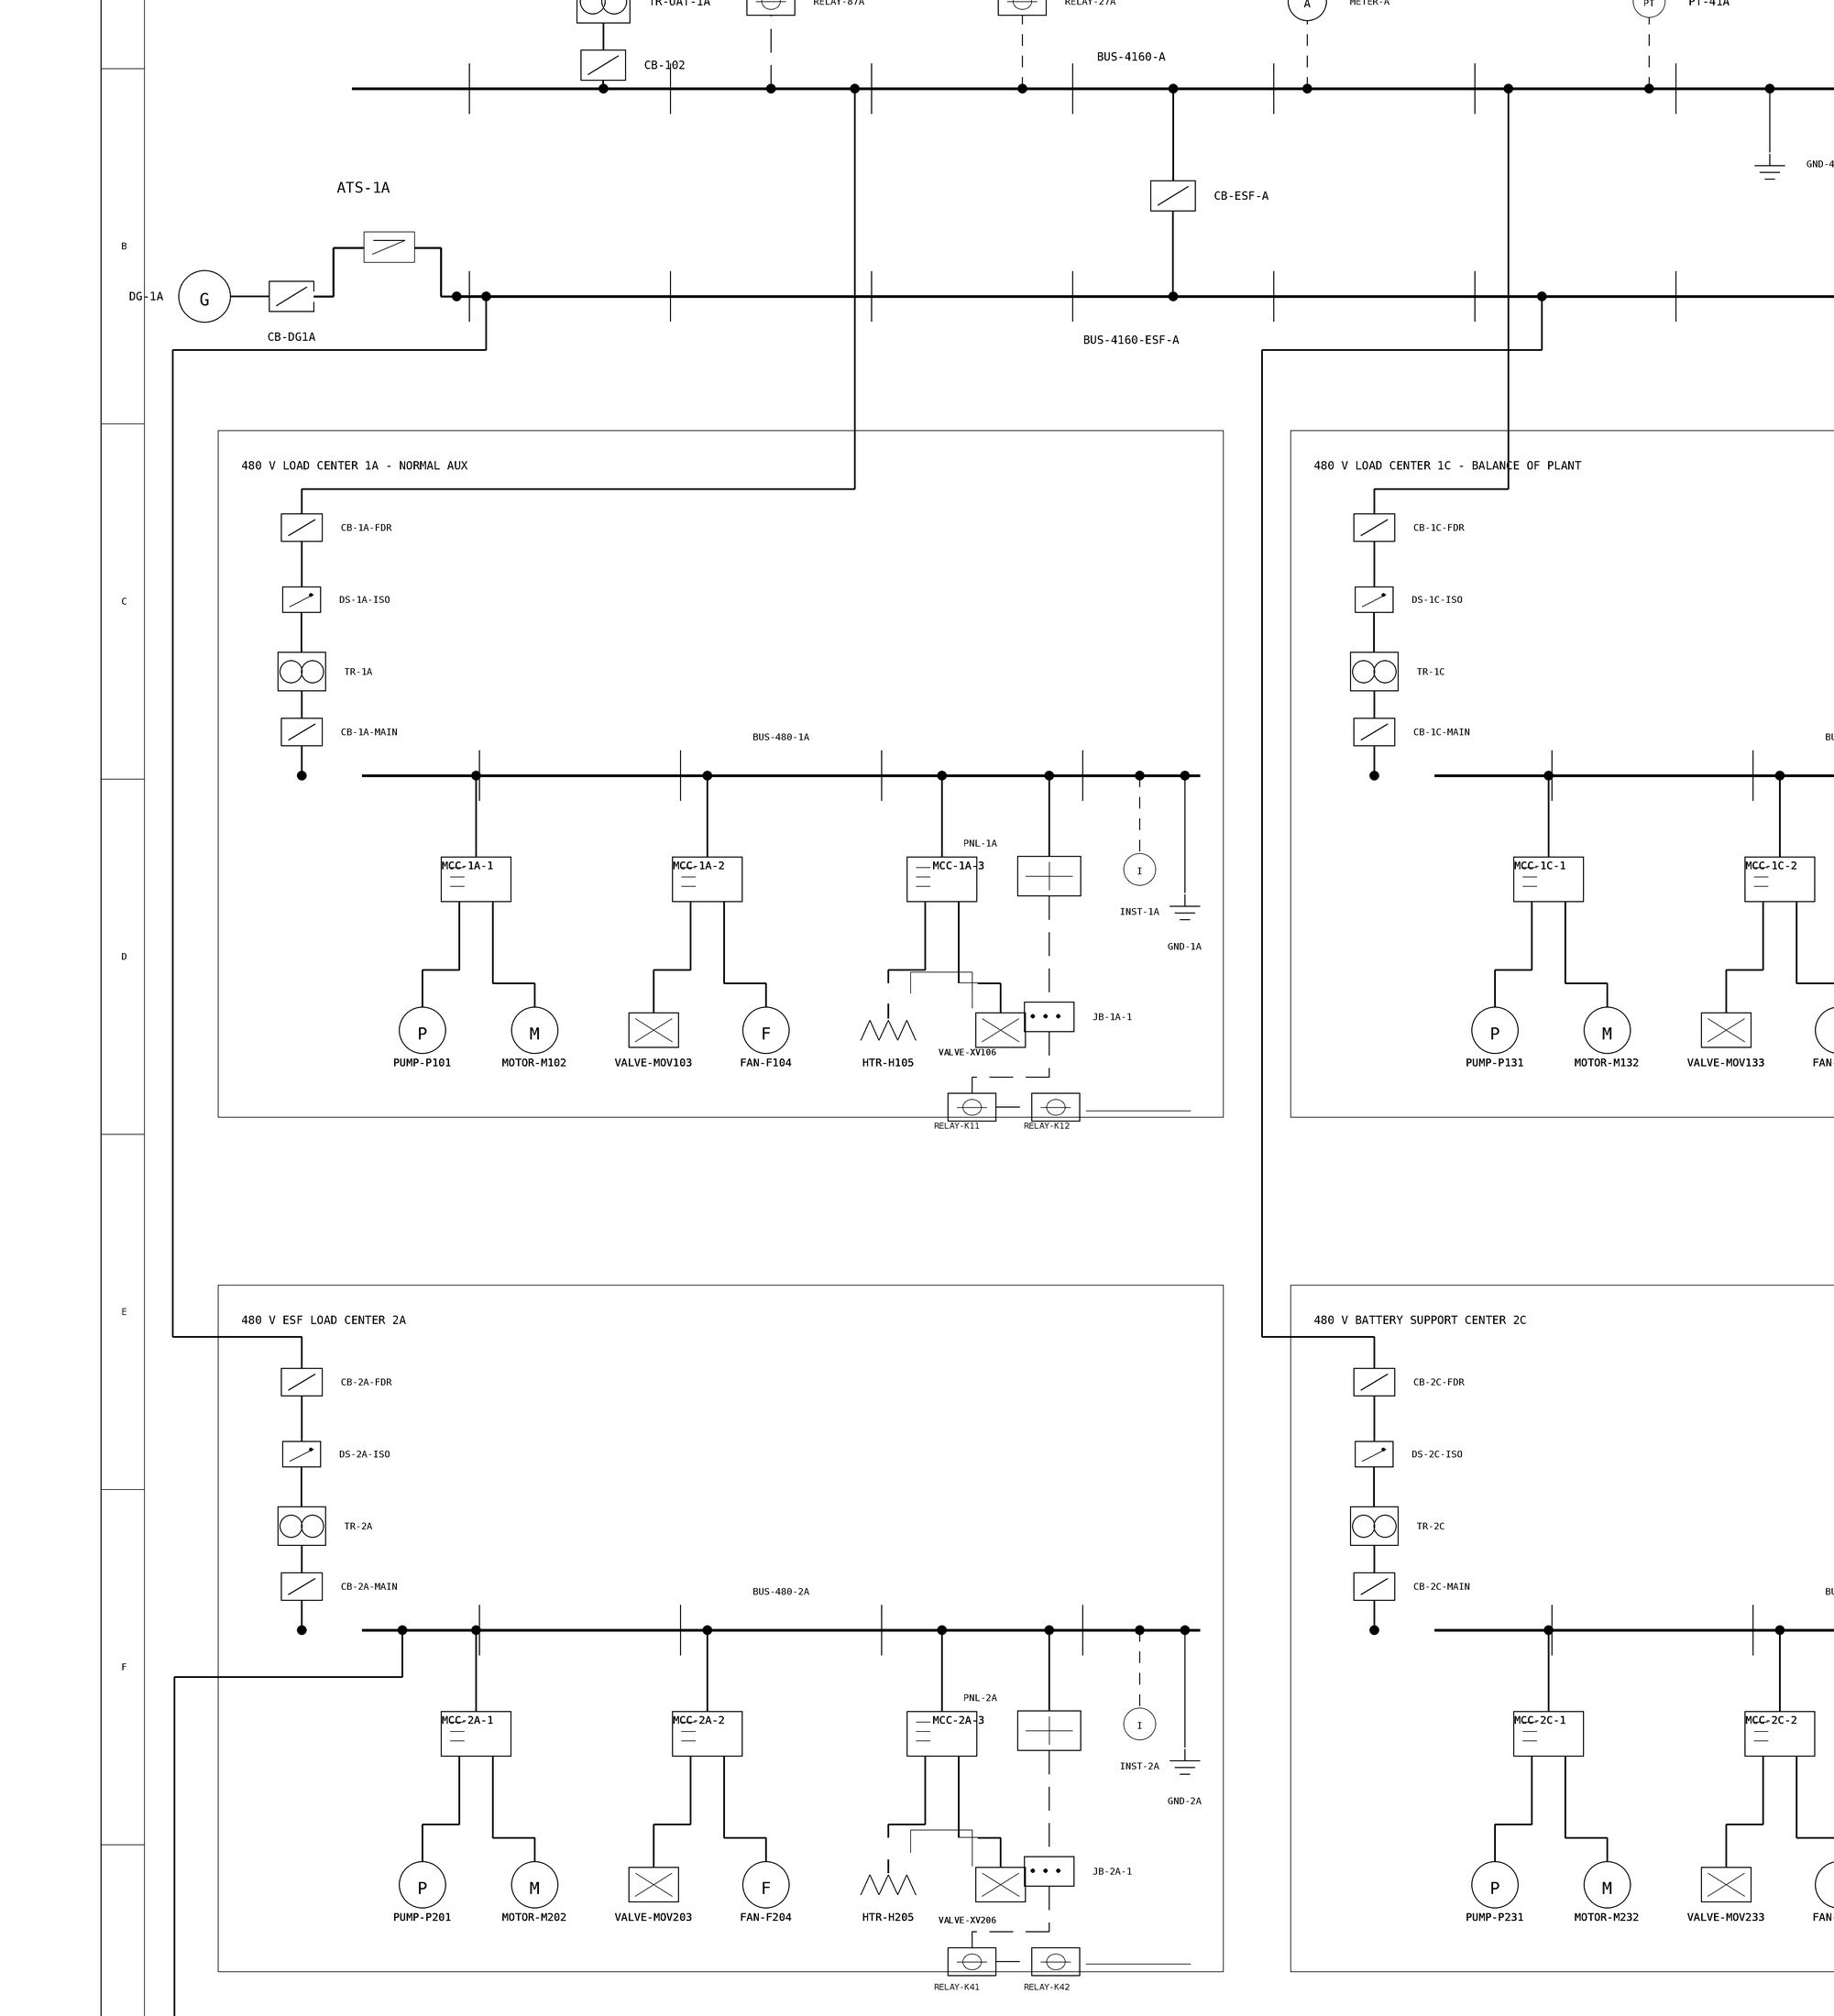 TR-UAT-1A
RELAY-87A
RELAY-27A
A
METER-A
PT
PT-41A
CB-102
BUS-4160-A
GND-4
CB-ESF-A
ATS-1A
B
DG-1A
G
CB-DG1A
BUS-4160-ESF-A
480 V LOAD CENTER 1A - NORMAL AUX
480 V LOAD CENTER 1C - BALANCE OF PLANT
CB-1A-FDR
CB-1C-FDR
C
DS-1A-ISO
DS-1C-ISO
TR-1A
TR-1C
CB-1A-MAIN
CB-1C-MAIN
BUS-480-1A
BU
PNL-1A
MCC-1A-1
MCC-1A-2
MCC-1A-3
I
MCC-1C-1
MCC-1C-2
INST-1A
GND-1A
D
JB-1A-1
P
M
F
P
M
VALVE-XV106
PUMP-P101
MOTOR-M102
VALVE-MOV103
FAN-F104
HTR-H105
PUMP-P131
MOTOR-M132
VALVE-MOV133
FAN-
RELAY-K11
RELAY-K12
E
480 V ESF LOAD CENTER 2A
480 V BATTERY SUPPORT CENTER 2C
CB-2A-FDR
CB-2C-FDR
DS-2A-ISO
DS-2C-ISO
TR-2A
TR-2C
CB-2A-MAIN
CB-2C-MAIN
BUS-480-2A
BU
F
PNL-2A
MCC-2A-1
MCC-2A-2
MCC-2A-3
I
MCC-2C-1
MCC-2C-2
INST-2A
GND-2A
JB-2A-1
P
M
F
P
M
PUMP-P201
MOTOR-M202
VALVE-MOV203
FAN-F204
HTR-H205
VALVE-XV206
PUMP-P231
MOTOR-M232
VALVE-MOV233
FAN-
RELAY-K41
RELAY-K42